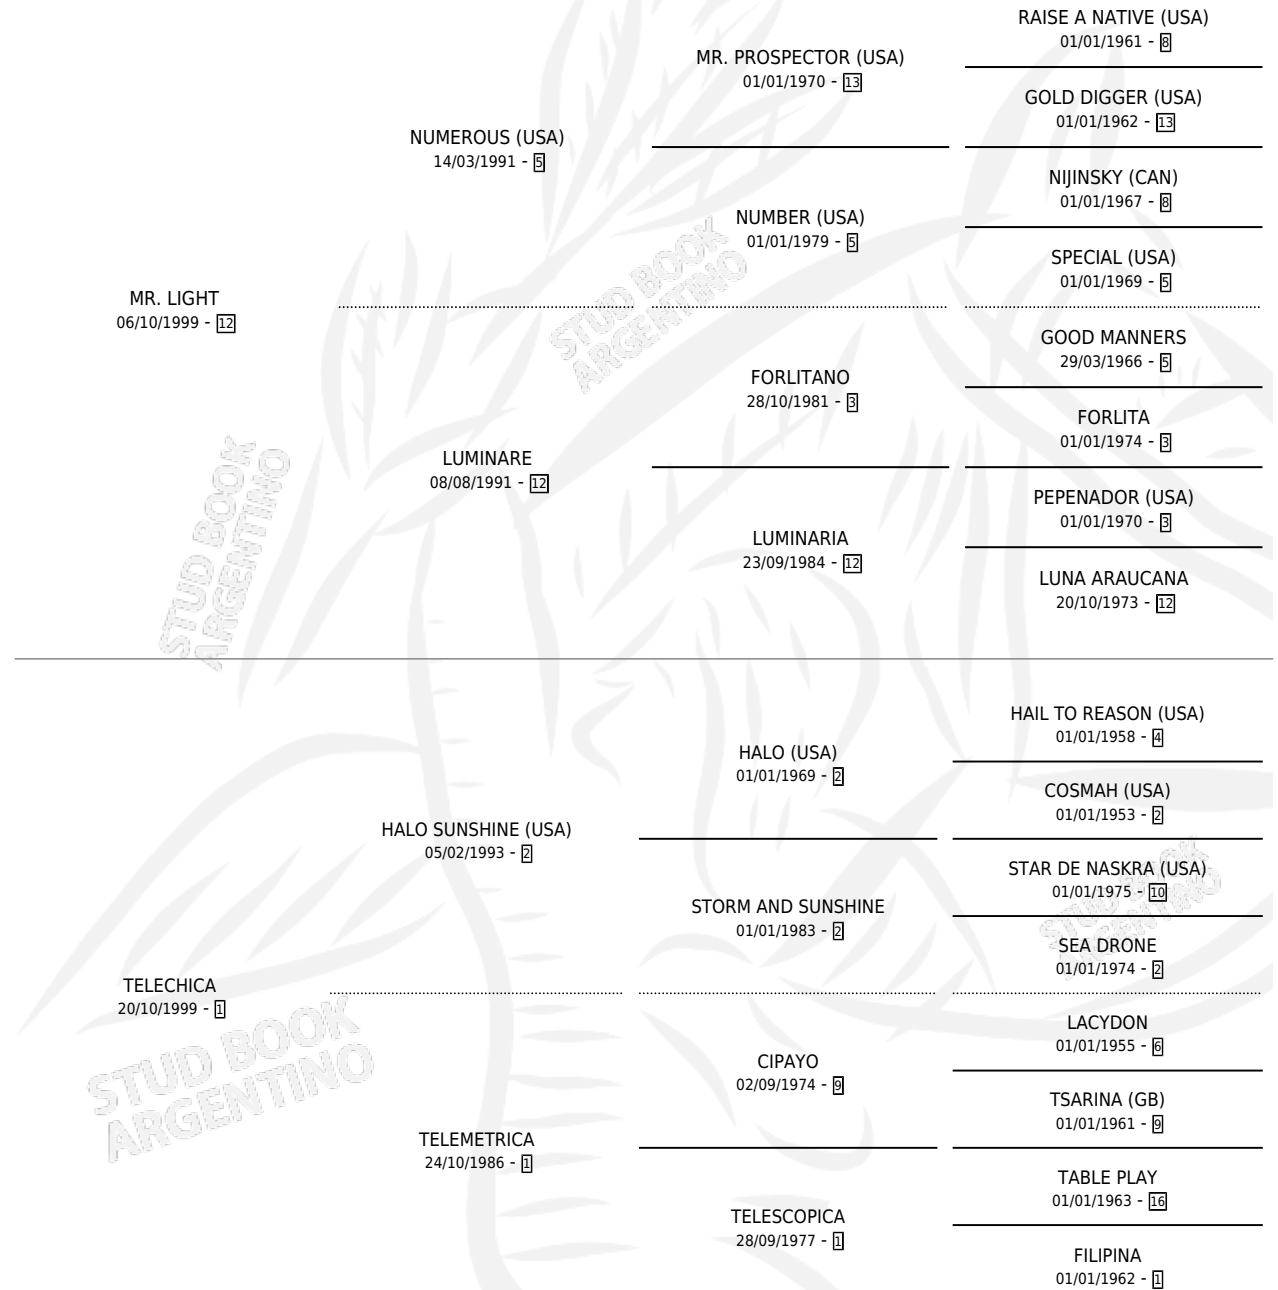 RAISE A NATIVE (USA)
01/01/1961 - 8
MR. PROSPECTOR (USA)
01/01/1970 - 13
GOLD DIGGER (USA)
01/01/1962 - 13
NUMEROUS (USA)
14/03/1991 - 5
NIJINSKY (CAN)
01/01/1967 - 8
NUMBER (USA)
01/01/1979 - 5
SPECIAL (USA)
01/01/1969 - 5
MR. LIGHT
06/10/1999 - 12
GOOD MANNERS
29/03/1966 - 5
FORLITANO
28/10/1981 - 3
FORLITA
01/01/1974 - 3
LUMINARE
08/08/1991 - 12
PEPENADOR (USA)
01/01/1970 - 3
LUMINARIA
23/09/1984 - 12
LUNA ARAUCANA
20/10/1973 - 12
HAIL TO REASON (USA)
01/01/1958 - 4
HALO (USA)
01/01/1969 - 2
COSMAH (USA)
01/01/1953 - 2
HALO SUNSHINE (USA)
05/02/1993 - 2
STAR DE NASKRA (USA)
01/01/1975 - 10
STORM AND SUNSHINE
01/01/1983 - 2
SEA DRONE
01/01/1974 - 2
TELECHICA
20/10/1999 - 1
LACYDON
01/01/1955 - 6
CIPAYO
02/09/1974 - 9
TSARINA (GB)
01/01/1961 - 9
TELEMETRICA
24/10/1986 - 1
TABLE PLAY
01/01/1963 - 16
TELESCOPICA
28/09/1977 - 1
FILIPINA
01/01/1962 - 1
STUD BOOK
ARGENTINO
STUD BOOK
ARGENTINO
STUD BOOK
ARGENTINO
STUD BOOK
ARGENTINO